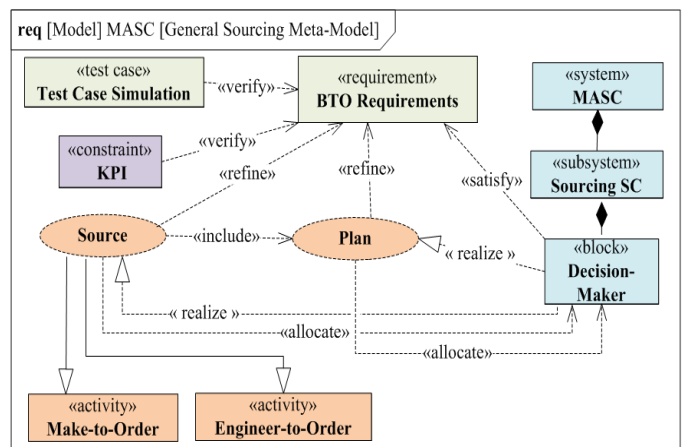 req [Model] MASC [General Sourcing Meta-Model]
«test case»
Test Case Simulation
«verify»
«requirement»
BTO Requirements
«system»
MASC
«constraint»
KPI
«verify»
«refine»
«refine»
«satisfy»
«subsystem»
Sourcing SC
Source
«include»
Plan
« realize »
«block»
Decision-
Maker
« realize »
«allocate»
«allocate»
«activity»
Make-to-Order
«activity»
Engineer-to-Order